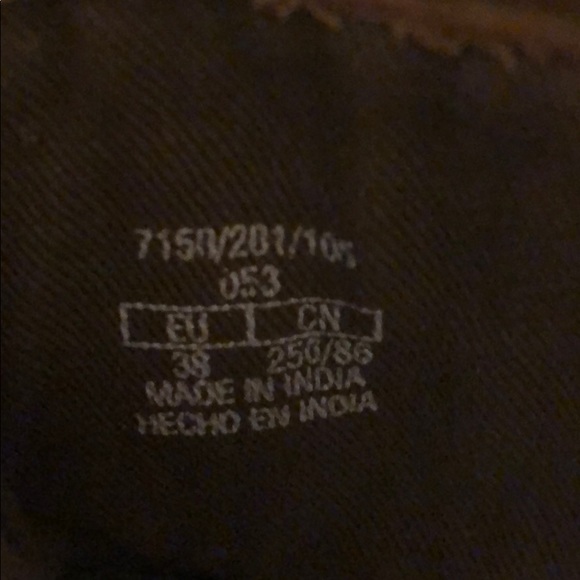 7150/201/105
053
EU CN
38 250/86
MADE IN INDIA
HECHO EN INDIA